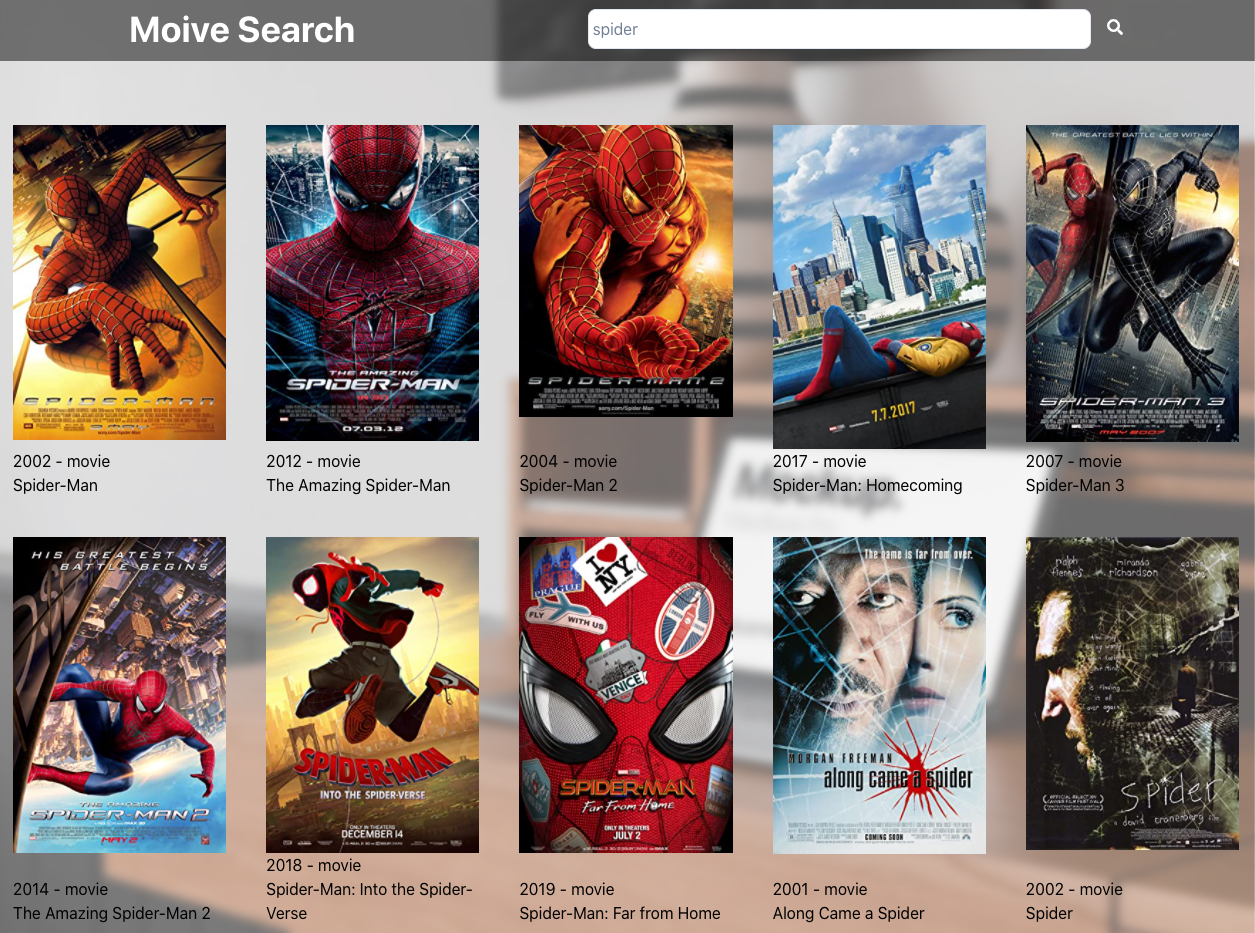 Moive Search
spider
THE GREATEST BATTLE LIES WITHIN
SPIDER-MAN
THE AMAZING
SPIDER-MAN
07.03.12
SPIDER-MAN 2
sony.com/Spider-Man
7.7.2017
SPIDER-MAN 3
MAY 2007
2002 - movie
Spider-Man
2012 - movie
The Amazing Spider-Man
2004 - movie
Spider-Man 2
2017 - movie
Spider-Man: Homecoming
2007 - movie
Spider-Man 3
Mockup.
HIS GREATEST
BATTLE BEGINS
THE AMAZING
SPIDER-MAN 2
MAY 2
SPIDER-MAN
INTO THE SPIDER-VERSE
ONLY IN THEATERS
DECEMBER 14
PRAGUE
I NY
FLY
WITH US
VENICE
SPIDER-MAN
Far From Home
ONLY IN THEATERS
JULY 2
The game is far from over.
MORGAN FREEMAN
along came a spider
COMING SOON
ralph
fiennes
miranda
richardson
spider
a david cronenberg
2014 - movie
The Amazing Spider-Man 2
2018 - movie
Spider-Man: Into the Spider-
Verse
2019 - movie
Spider-Man: Far from Home
2001 - movie
Along Came a Spider
2002 - movie
Spider